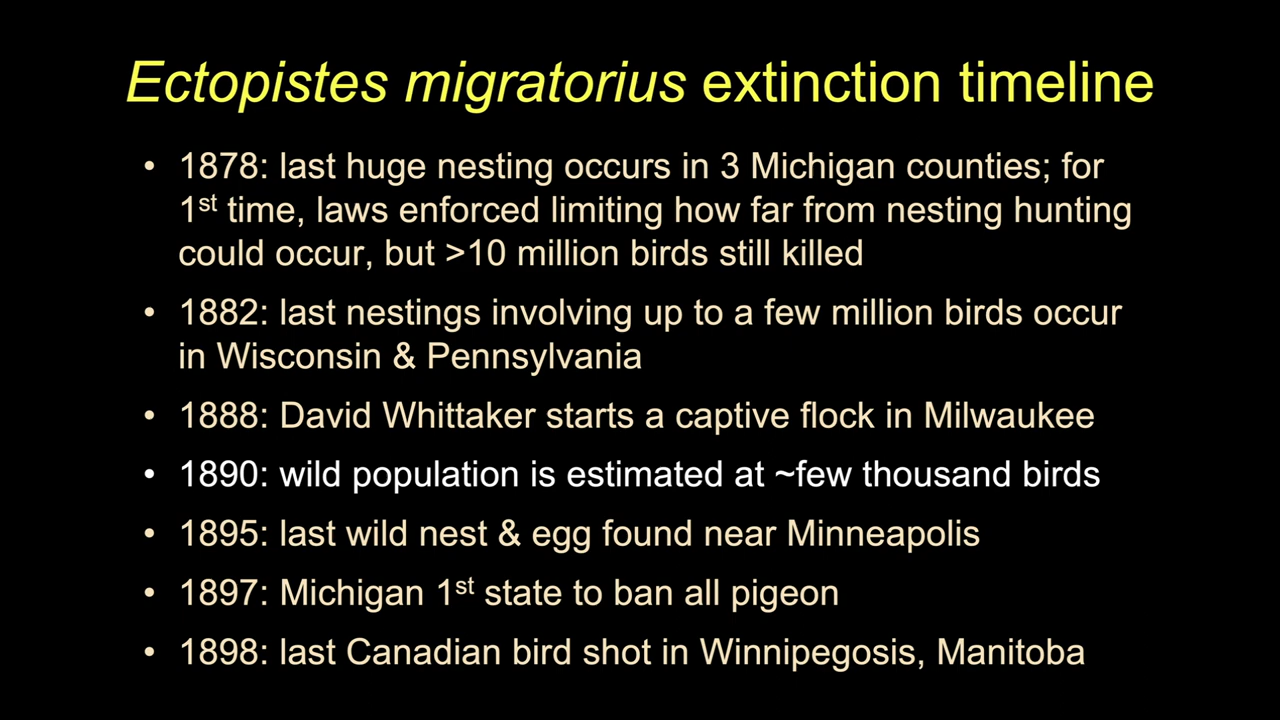 Ectopistes migratorius extinction timeline
• 1878: last huge nesting occurs in 3 Michigan counties; for
1st time, laws enforced limiting how far from nesting hunting
could occur, but >10 million birds still killed
• 1882: last nestings involving up to a few million birds occur
in Wisconsin & Pennsylvania
• 1888: David Whittaker starts a captive flock in Milwaukee
• 1890: wild population is estimated at ~few thousand birds
• 1895: last wild nest & egg found near Minneapolis
• 1897: Michigan 1st state to ban all pigeon
• 1898: last Canadian bird shot in Winnipegosis, Manitoba